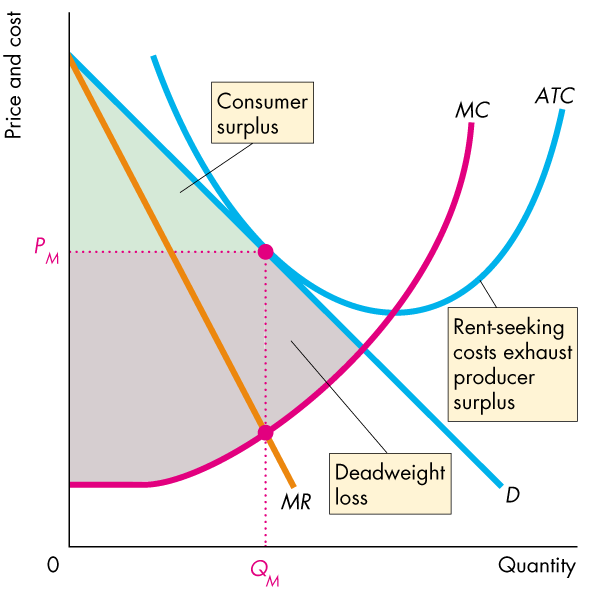 Price and cost
Consumer
surplus
MC
ATC
P M
Rent-seeking
costs exhaust
producer
surplus
Deadweight
loss
MR
D
0
Q M
Quantity